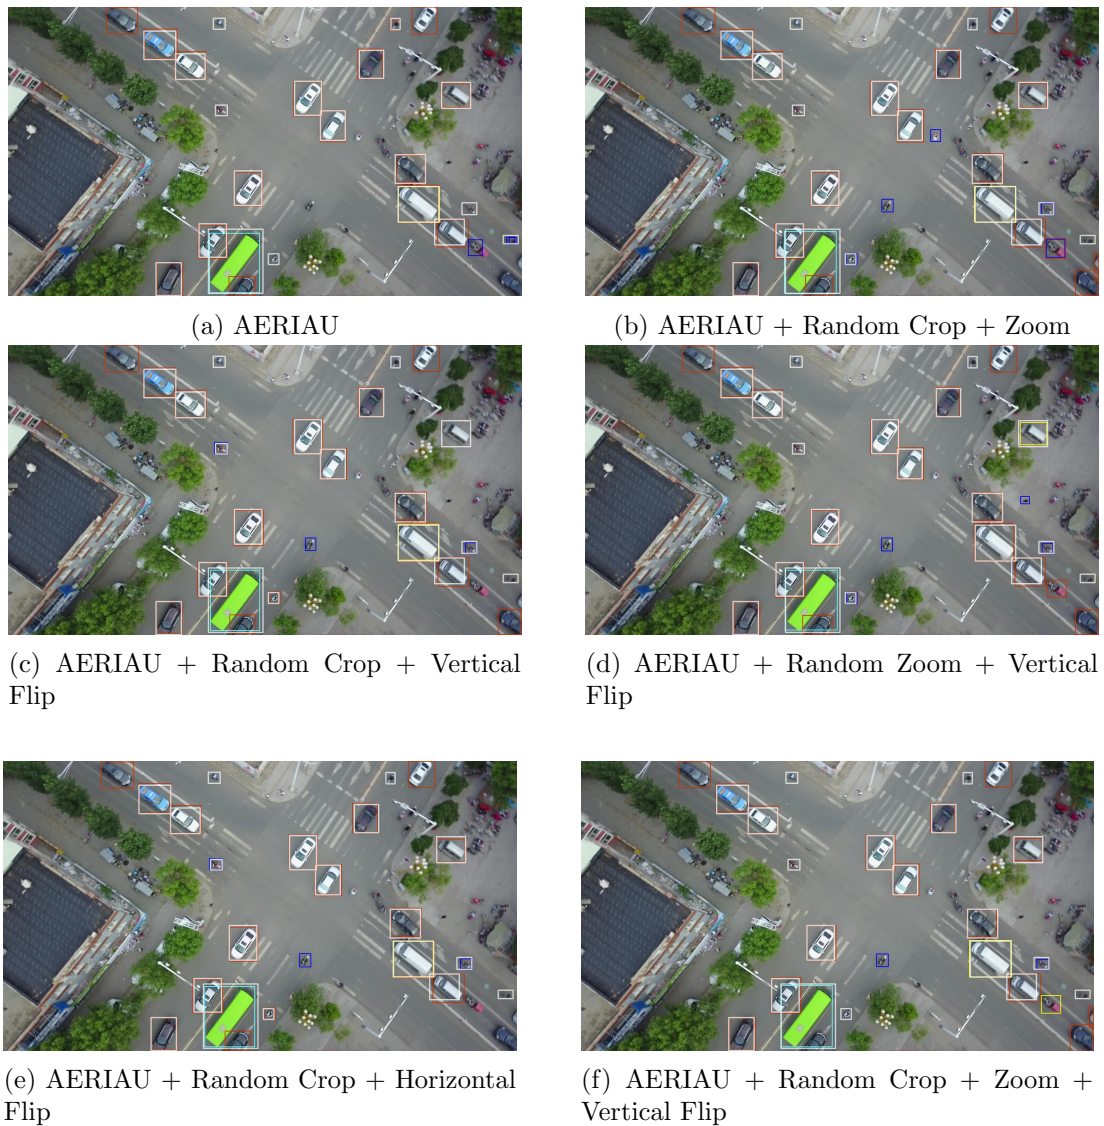 (a) AERIAU
(b) AERIAU + Random Crop + Zoom
(c) AERIAU + Random Crop + Vertical
Flip
(d) AERIAU + Random Zoom + Vertical
Flip
(e) AERIAU + Random Crop + Horizontal
Flip
(f) AERIAU + Random Crop + Zoom +
Vertical Flip